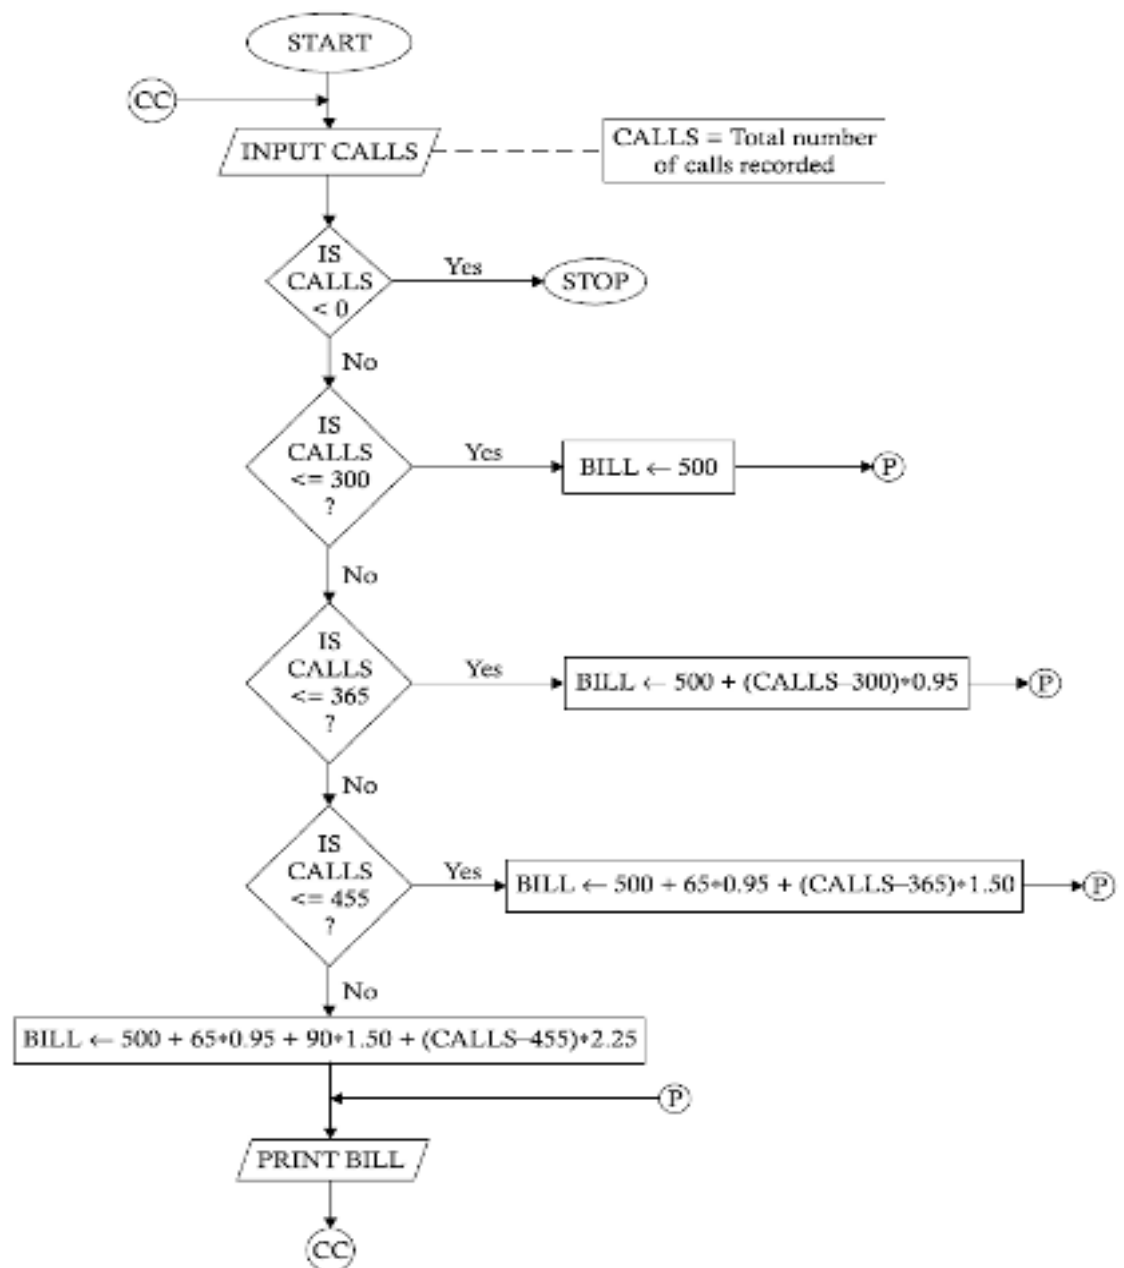 START
CC
INPUT CALLS
CALLS = Total number
of calls recorded
IS
CALLS
< 0
Yes
STOP
No
IS
CALLS
<= 300
?
Yes
BILL ← 500
P
No
IS
CALLS
<= 365
?
Yes
BILL ← 500 + (CALLS–300)*0.95
P
No
IS
CALLS
<= 455
?
Yes
BILL ← 500 + 65*0.95 + (CALLS–365)*1.50
P
No
BILL ← 500 + 65*0.95 + 90*1.50 + (CALLS–455)*2.25
P
PRINT BILL
CC